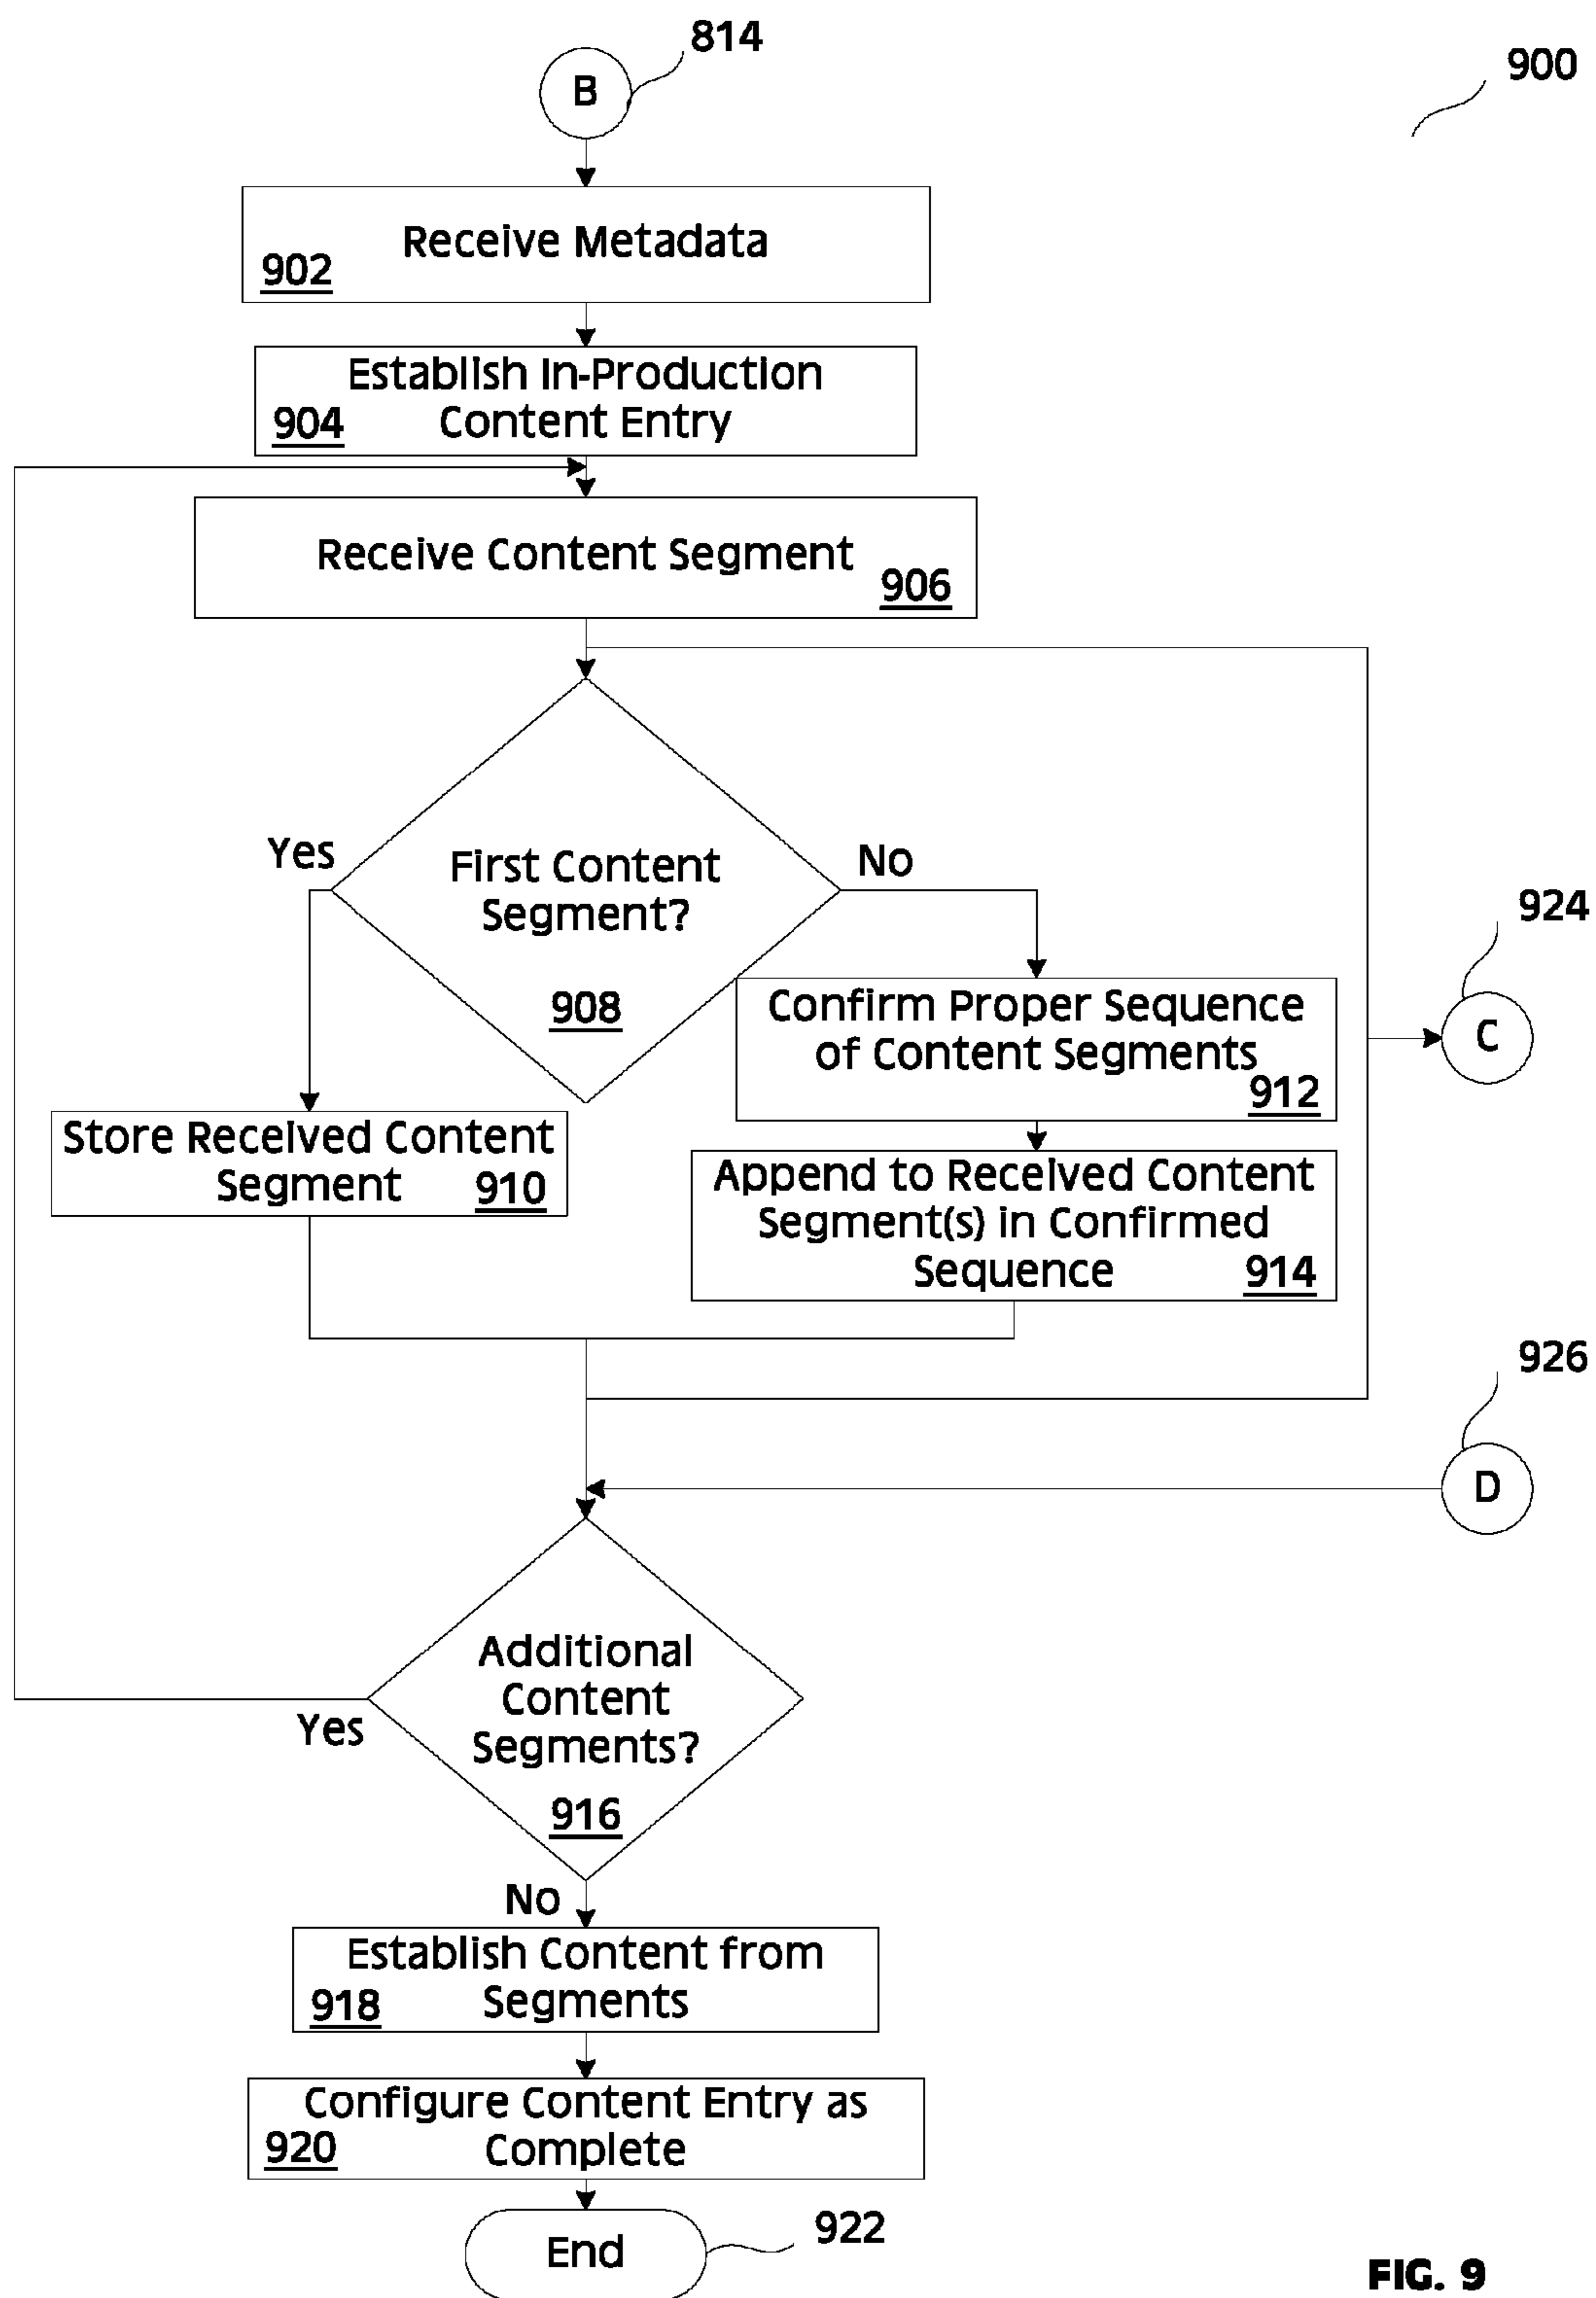 814
900
B
Receive Metadata
902
Establish In-Production
Content Entry
904
Receive Content Segment
906
Yes
No
First Content
Segment?
908
924
C
Confirm Proper Sequence
of Content Segments
912
Store Received Content
Segment
910
Append to Received Content
Segment(s) in Confirmed
Sequence
914
926
D
Additional
Content
Segments?
916
Yes
No
Establish Content from
Segments
918
Configure Content Entry as
Complete
920
End
922
FIG. 9